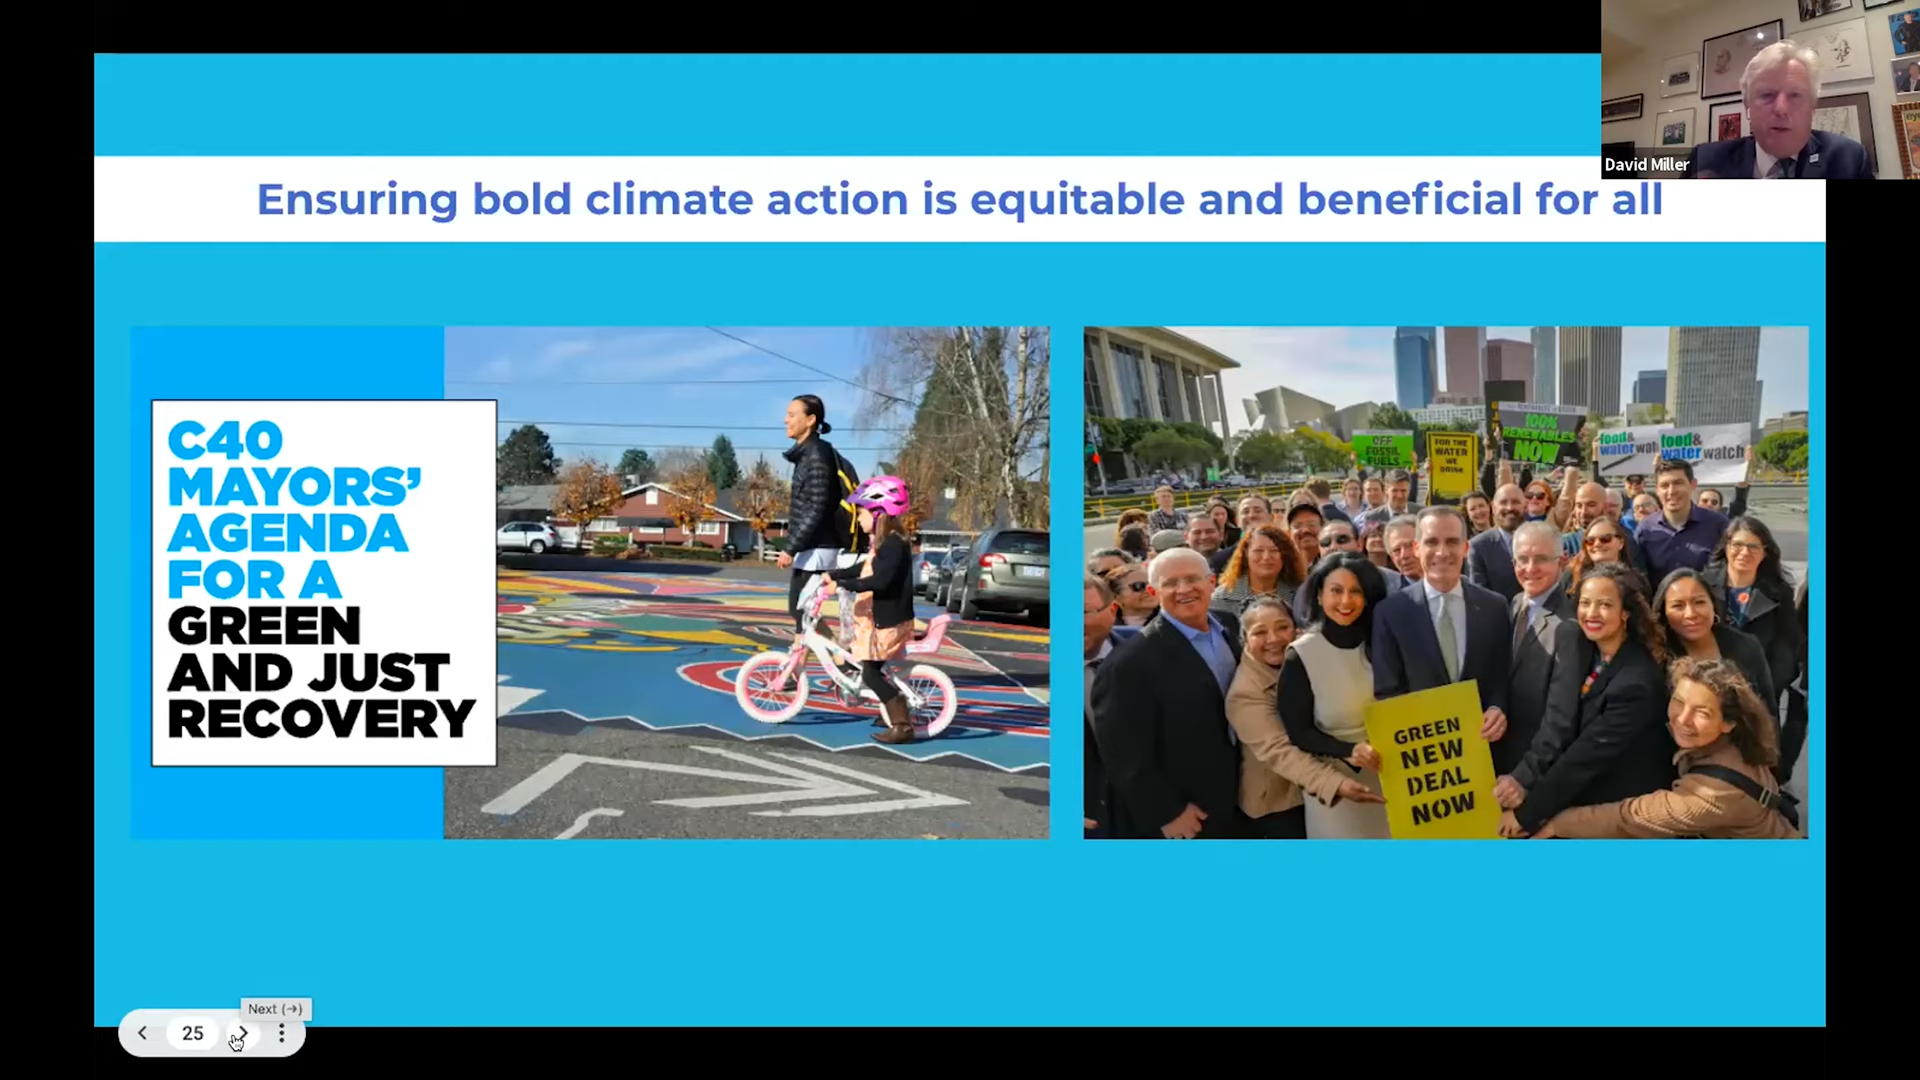 David Miller
Ensuring bold climate action is equitable and beneficial for all
C40
MAYORS'
AGENDA
FOR A
GREEN
AND JUST
RECOVERY
OFF
FOSSIL
FUELS
FOR THE
WATER
WE
DRINK
100%
RENEWABLES
NOW
food&
water wat
food&
water watch
GREEN
NEW
DEAL
NOW
Next (→)
25